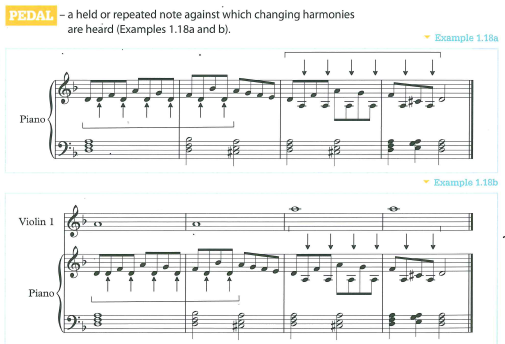 PEDAL – a held or repeated note against which changing harmonies
are heard (Examples 1.18a and b).
Example 1.18a
Piano
Example 1.18b
Violin 1
Piano